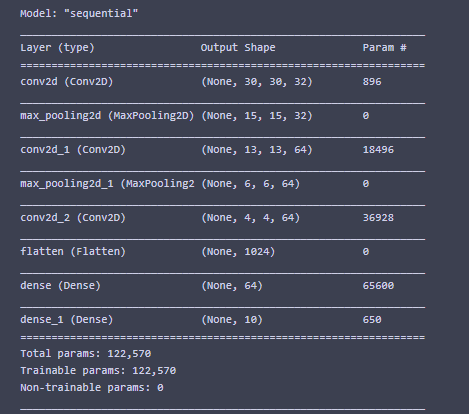 Model: "sequential"
_________________________________________________________________
Layer (type)                 Output Shape              Param #
=================================================================
conv2d (Conv2D)              (None, 30, 30, 32)        896
_________________________________________________________________
max_pooling2d (MaxPooling2D) (None, 15, 15, 32)        0
_________________________________________________________________
conv2d_1 (Conv2D)            (None, 13, 13, 64)        18496
_________________________________________________________________
max_pooling2d_1 (MaxPooling2 (None, 6, 6, 64)          0
_________________________________________________________________
conv2d_2 (Conv2D)            (None, 4, 4, 64)          36928
_________________________________________________________________
flatten (Flatten)            (None, 1024)              0
_________________________________________________________________
dense (Dense)                (None, 64)                65600
_________________________________________________________________
dense_1 (Dense)              (None, 10)                650
=================================================================
Total params: 122,570
Trainable params: 122,570
Non-trainable params: 0
_________________________________________________________________